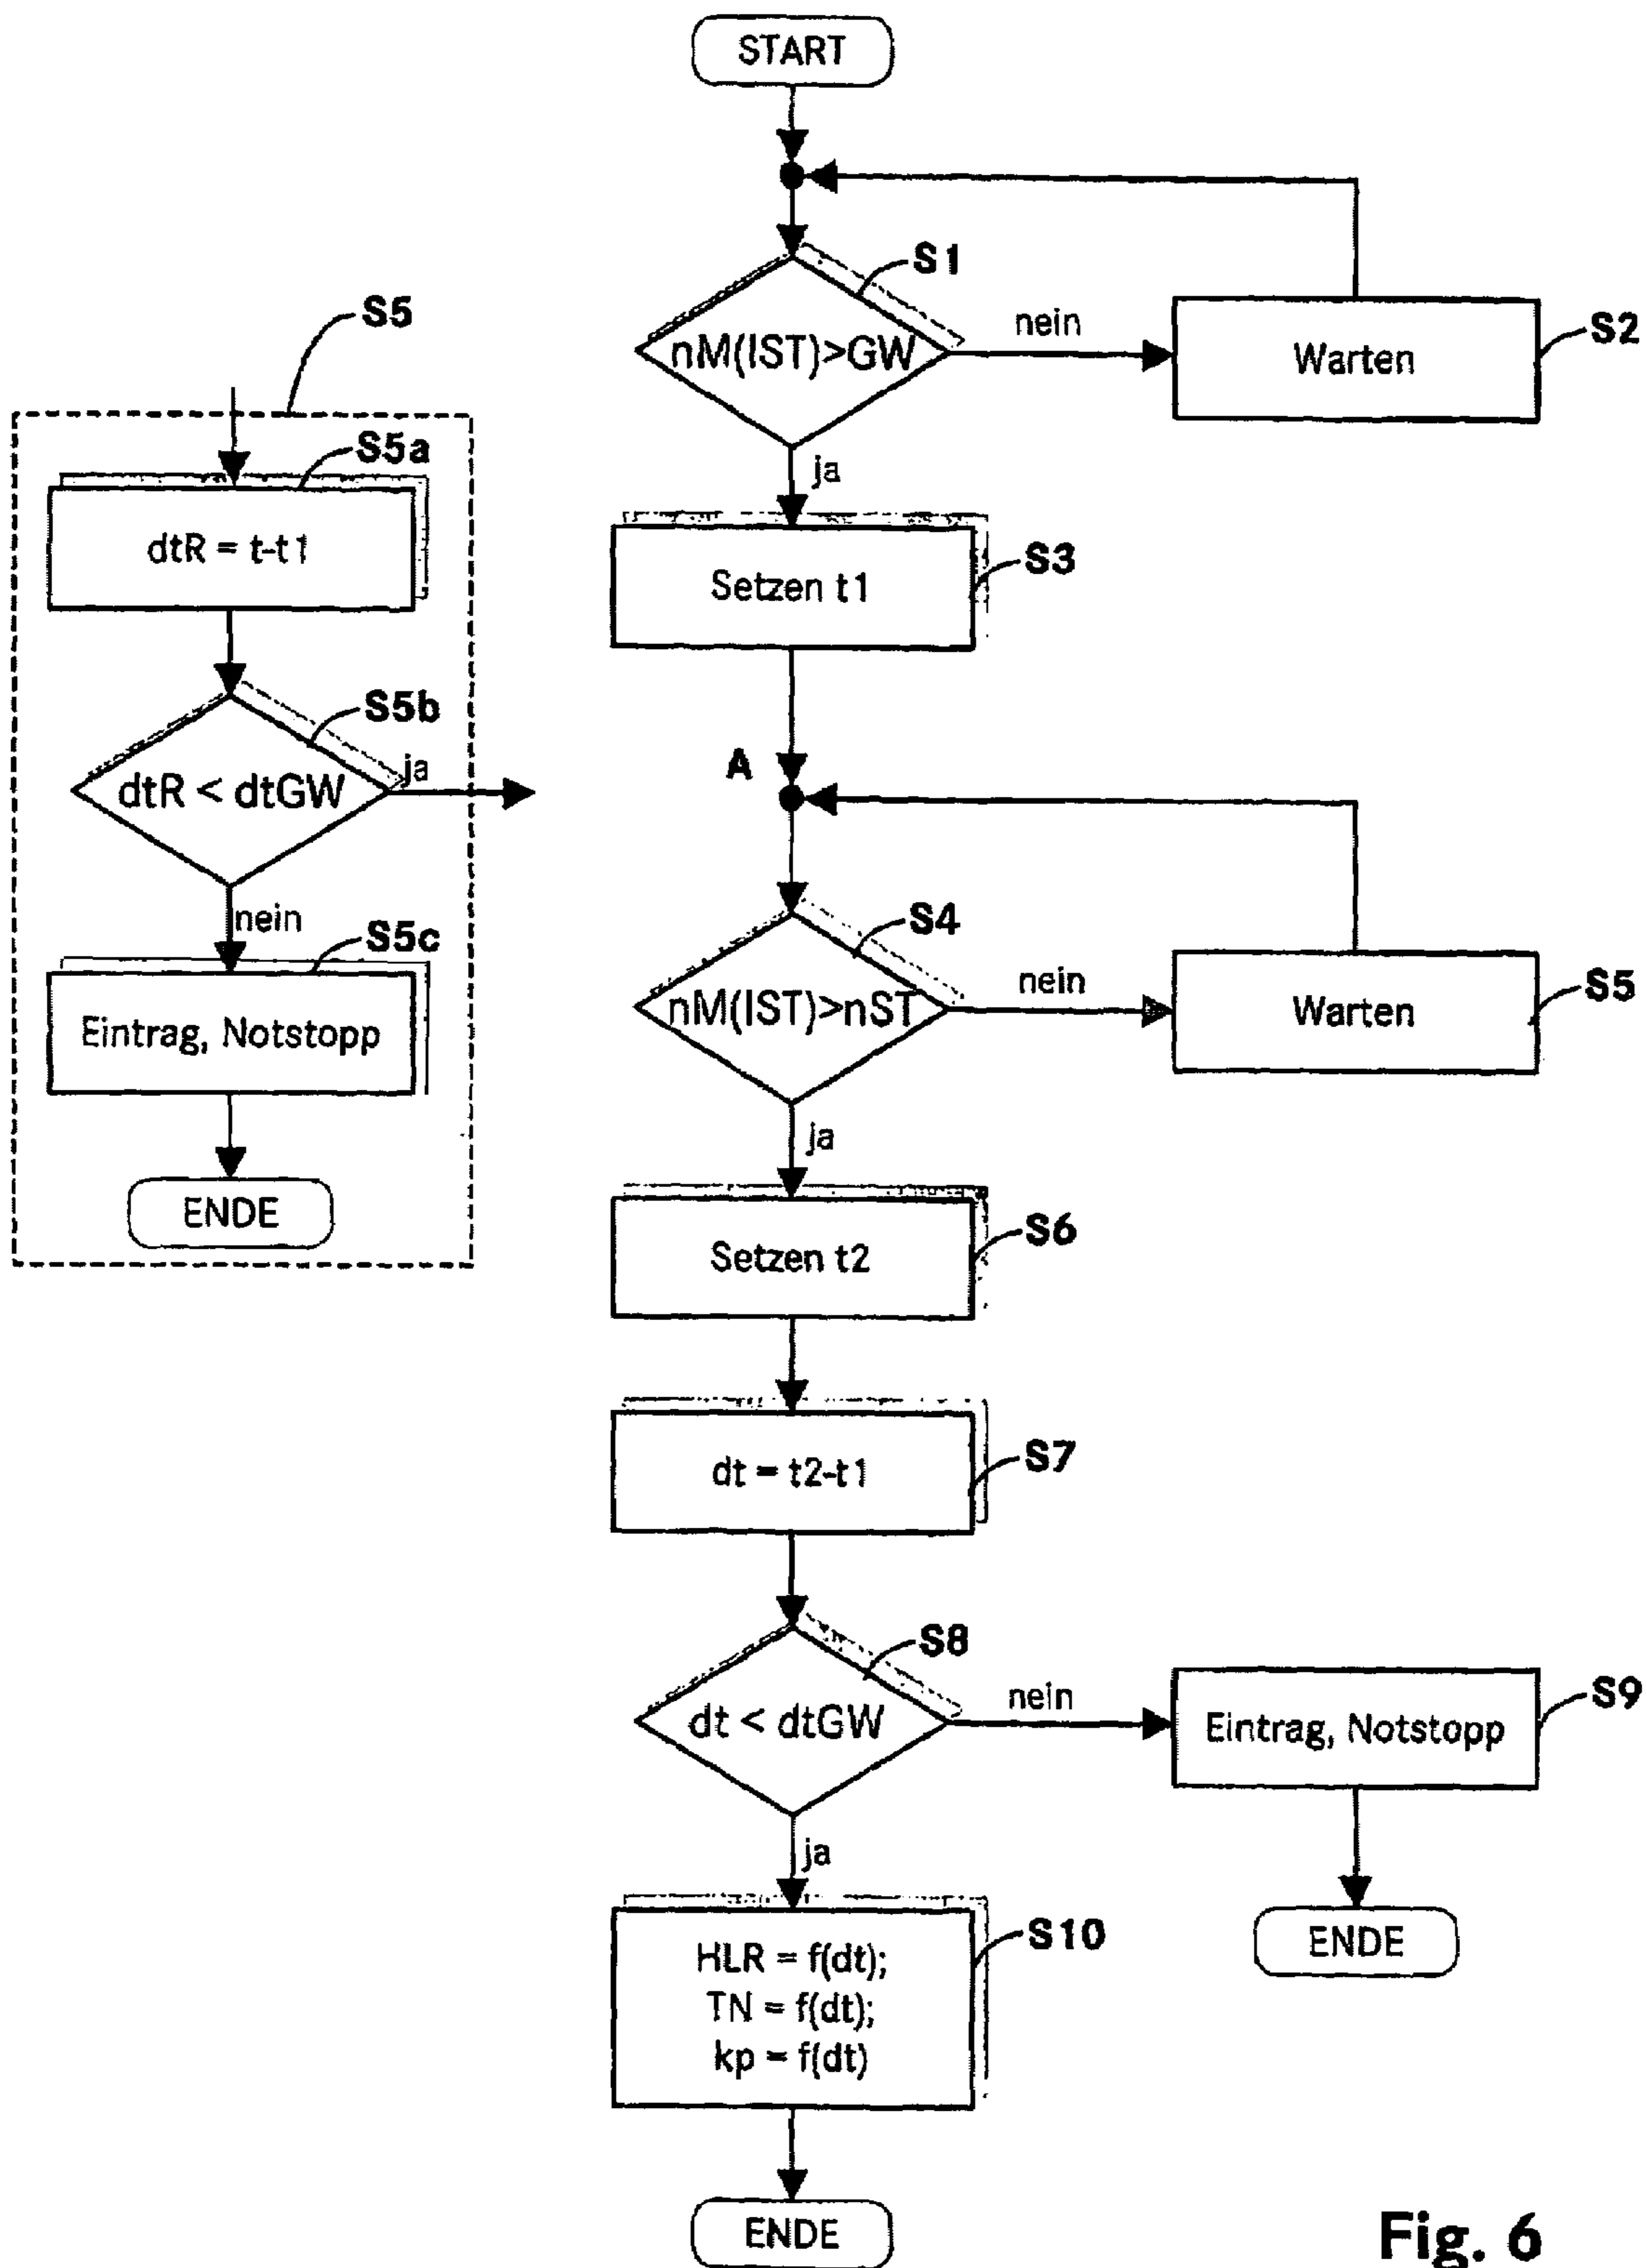 START
S1
nM(IST)>GW
nein
Warten
S2
ja
Setzen t1
S3
A
S4
nM(IST)>nST
nein
Warten
S5
ja
Setzen t2
S6
dt = t2-t1
S7
S8
dt < dtGW
nein
Eintrag, Notstopp
S9
ENDE
ja
HLR = f(dt);
TN = f(dt);
kp = f(dt)
S10
ENDE
S5
S5a
dtR = t-t1
S5b
dtR < dtGW
ja
nein
S5c
Eintrag, Notstopp
ENDE
Fig. 6